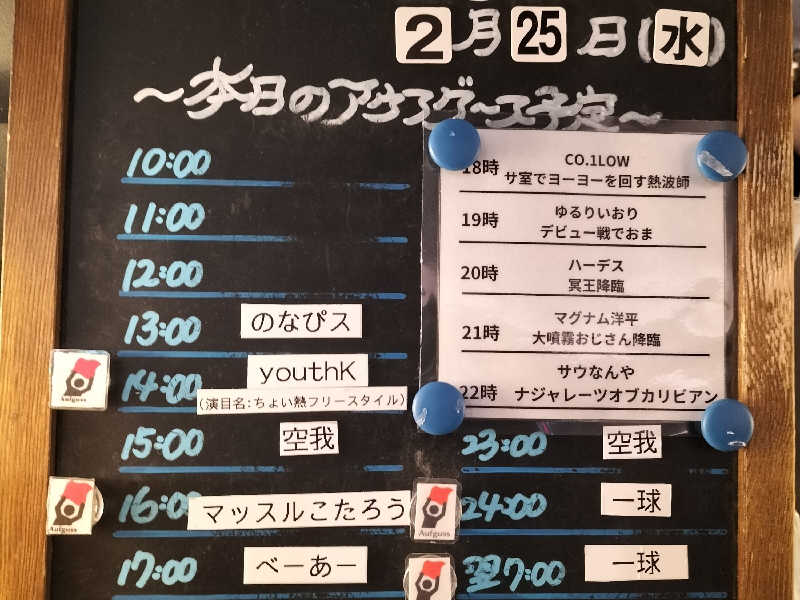 2月25日(水)
～本日のアウフグース予定～
10:00
11:00
12:00
13:00 のなぴス
14:00 youthK
(演目名:ちょい熱フリースタイル)
15:00 空我
16:00 マッスルこたろう
17:00 べーあー
18時 CO.1LOW
サ室でヨーヨーを回す熱波師
19時 ゆるりいおり
デビュー戦でおま
20時 ハーデス
冥王降臨
21時 マグナム洋平
大噴霧おじさん降臨
22時 サウなんや
ナジャレーツオブカリビアン
23:00 空我
24:00 一球
翌7:00 一球
Aufguss
Aufguss
Aufguss